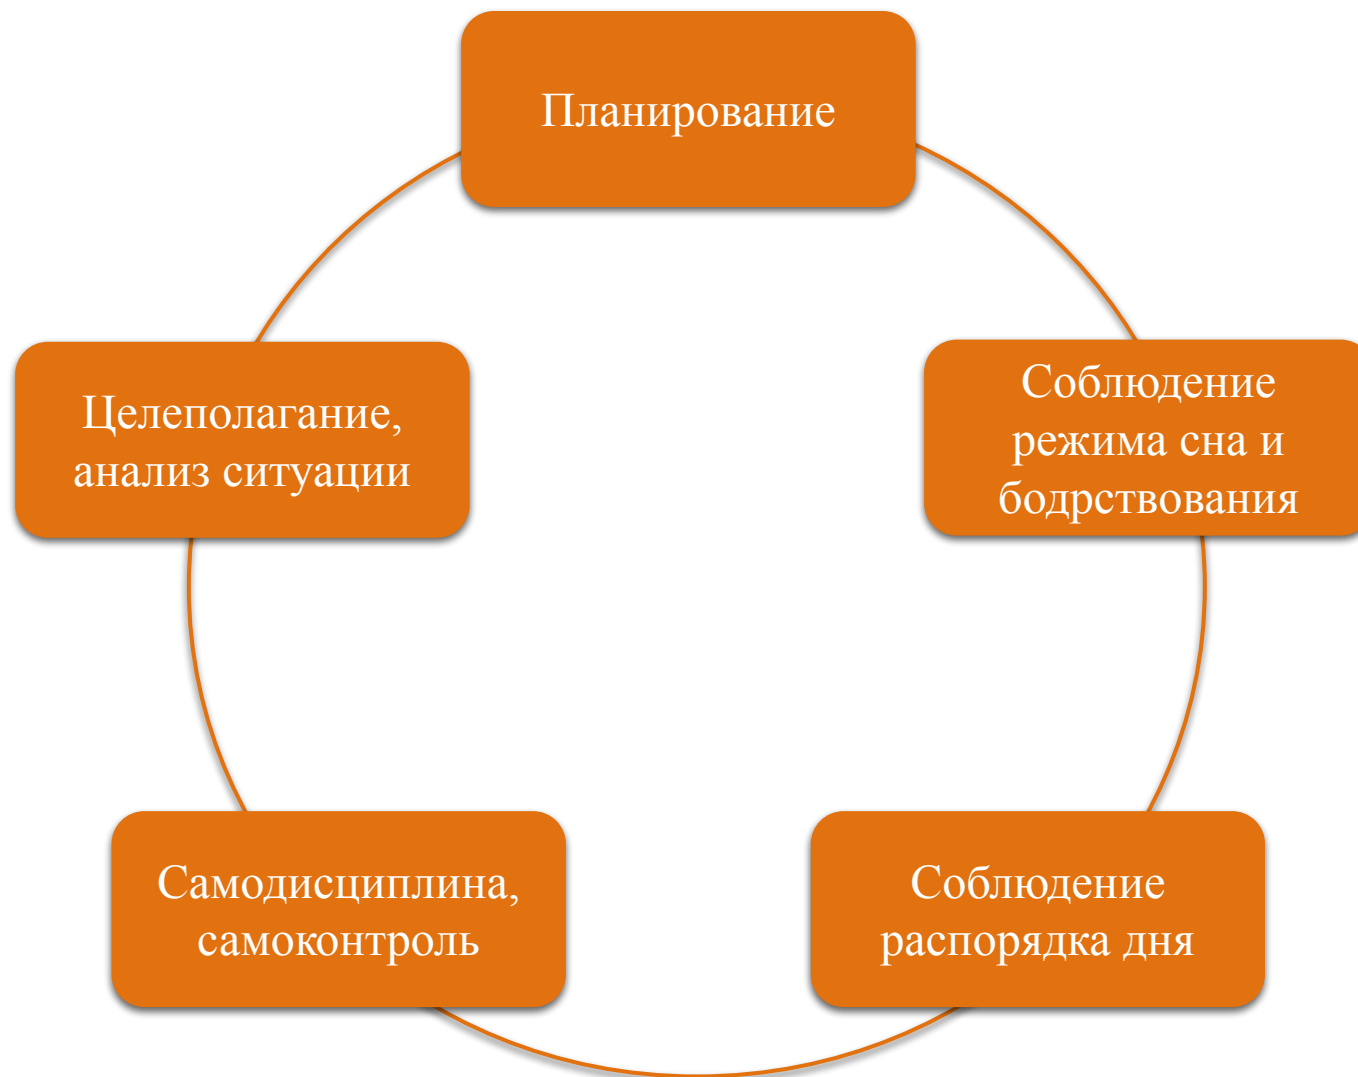 Планирование
Соблюдение
режима сна и
бодрствования
Соблюдение
распорядка дня
Самодисциплина,
самоконтроль
Целеполагание,
анализ ситуации